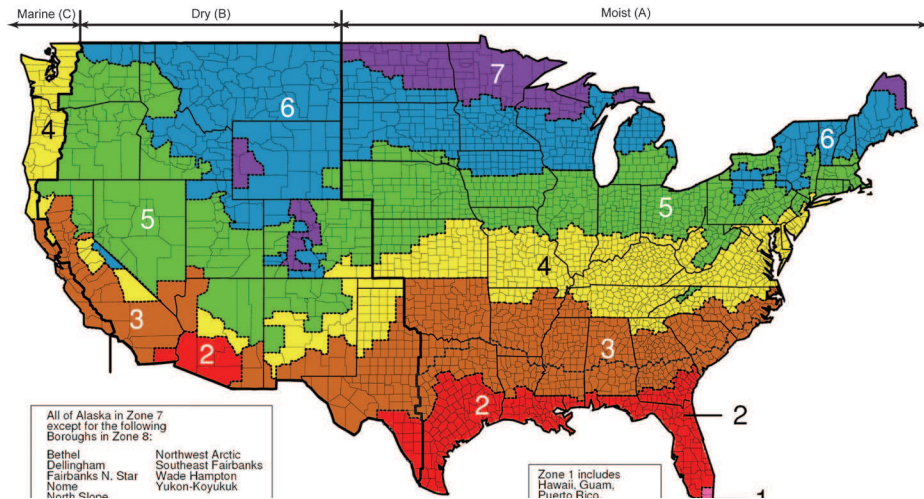 Marine (C)
Dry (B)
Moist (A)
7
6
4
6
5
5
4
3
3
2
2
2
1
All of Alaska in Zone 7
except for the following
Boroughs in Zone 8:
Bethel
Dellingham
Fairbanks N. Star
Nome
North Slope
Northwest Arctic
Southeast Fairbanks
Wade Hampton
Yukon-Koyukuk
Zone 1 includes
Hawaii, Guam,
Puerto Rico,